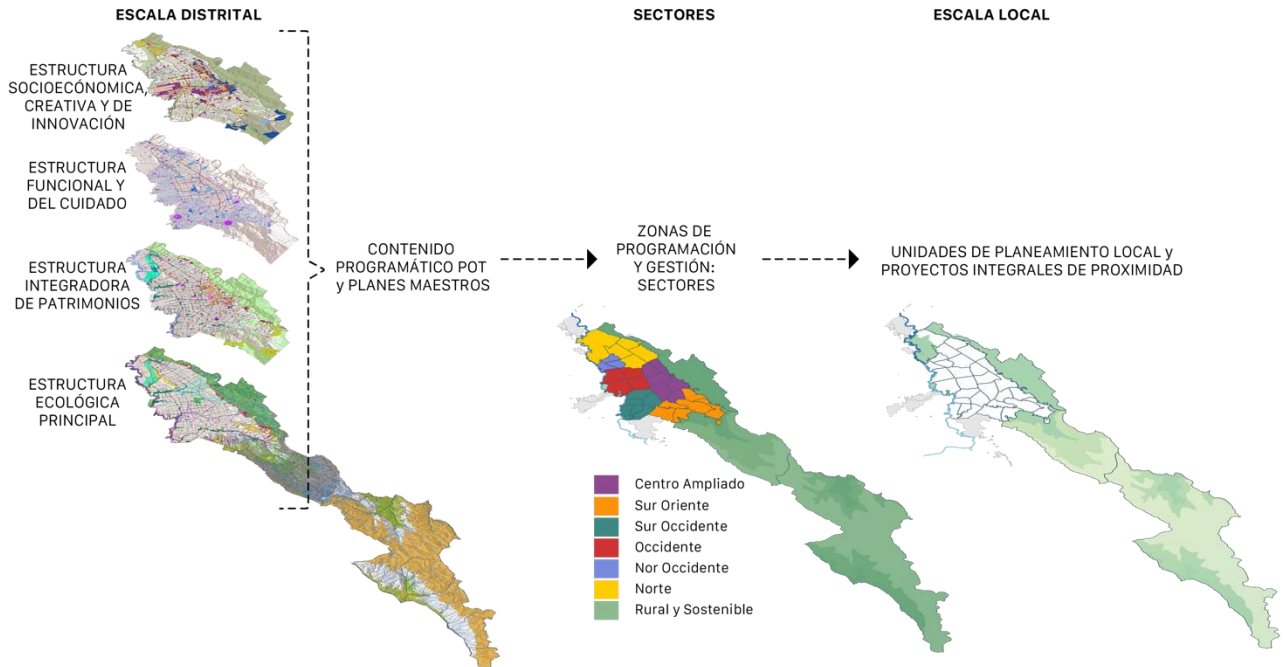 ESCALA DISTRITAL
SECTORES
ESCALA LOCAL
ESTRUCTURA
SOCIOECÓNOMICA,
CREATIVA Y DE
INNOVACIÓN
ESTRUCTURA
FUNCIONAL Y
DEL CUIDADO
ESTRUCTURA
INTEGRADORA
DE PATRIMONIOS
ESTRUCTURA
ECOLÓGICA
PRINCIPAL
CONTENIDO
PROGRAMÁTICO POT
y PLANES MAESTROS
ZONAS DE
PROGRAMACIÓN
Y GESTIÓN:
SECTORES
UNIDADES DE PLANEAMIENTO LOCAL y
PROYECTOS INTEGRALES DE PROXIMIDAD
Centro Ampliado
Sur Oriente
Sur Occidente
Occidente
Nor Occidente
Norte
Rural y Sostenible